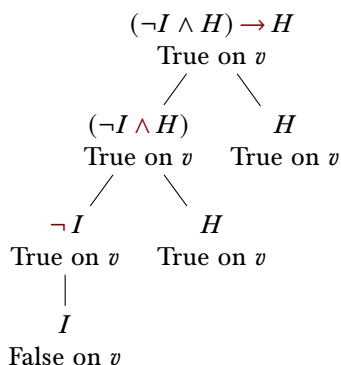 (¬I ∧ H) → H
True on v
(¬I ∧ H) H
True on v True on v
¬ I H
True on v True on v
I
False on v